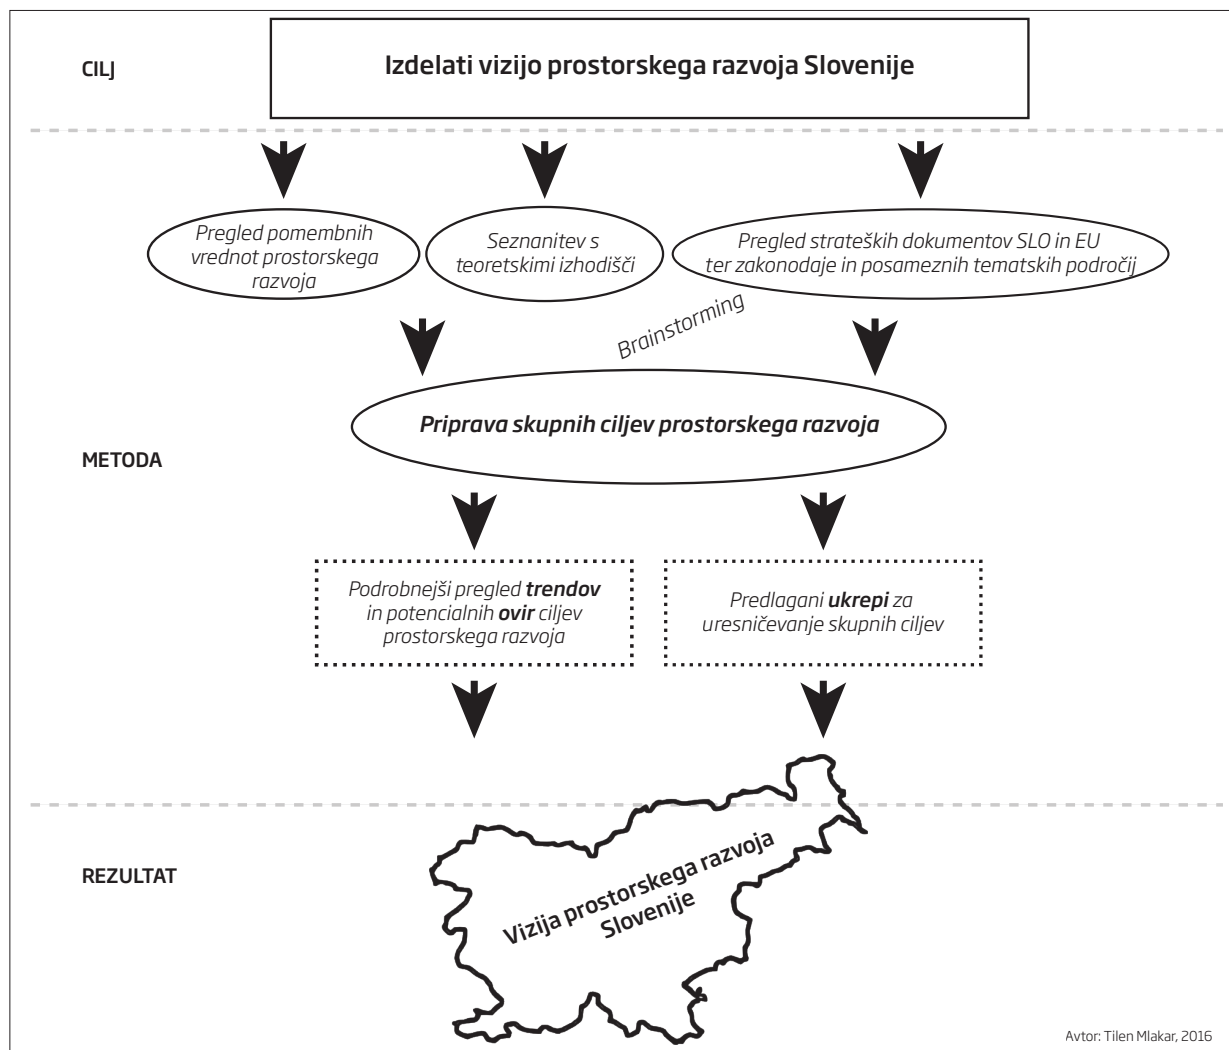 CILJ
Izdelati vizijo prostorskega razvoja Slovenije
Pregled pomembnih
vrednot prostorskega
razvoja
Seznanitev s
teoretskimi izhodišči
Pregled strateških dokumentov SLO in EU
ter zakonodaje in posameznih tematskih področij
Brainstorming
Priprava skupnih ciljev prostorskega razvoja
METODA
Podrobnejši pregled trendov
in potencialnih ovir ciljev
prostorskega razvoja
Predlagani ukrepi za
uresničevanje skupnih ciljev
REZULTAT
Vizija prostorskega razvoja
Slovenije
Avtor: Tilen Mlakar, 2016